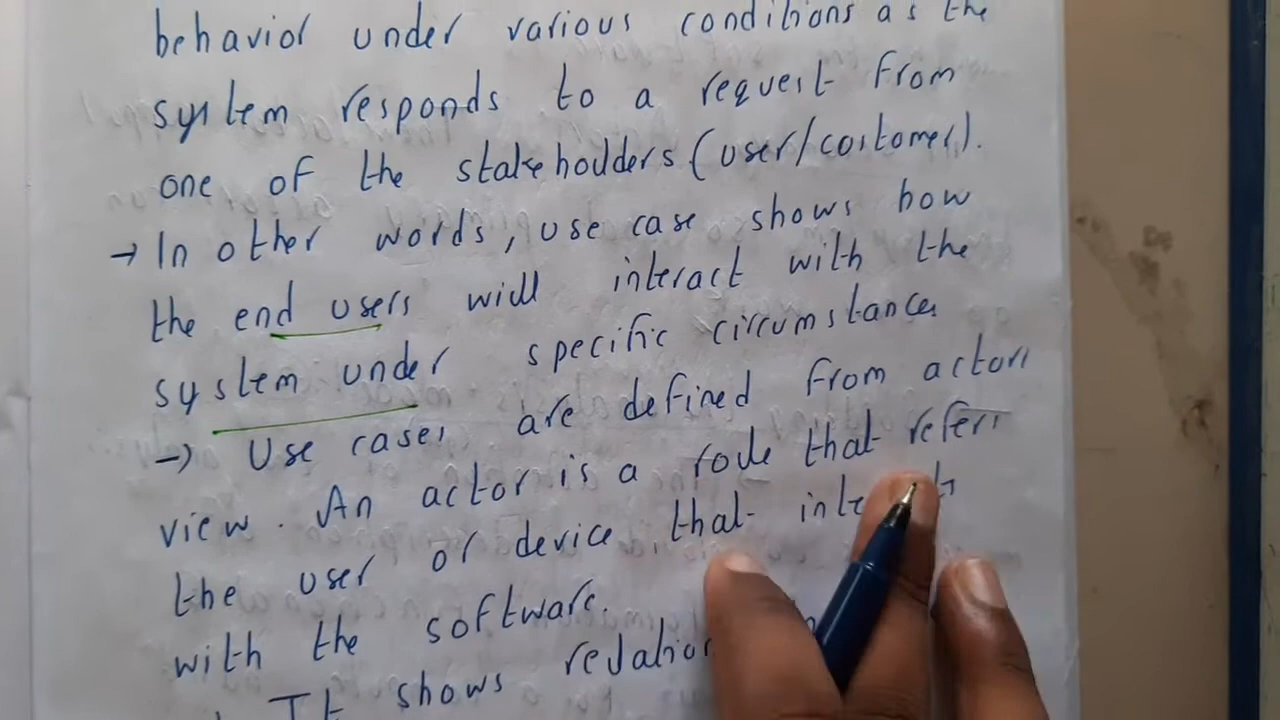 behavior under various conditions as the
system responds to a request from
one of the stakeholders (user/costomer).
→ In other words, use case shows how
the end users will interact with the
system under specific circumstances
→ Use cases are defined from actors
view. An actor is a role that refers
the user or device that
with the software.
It shows